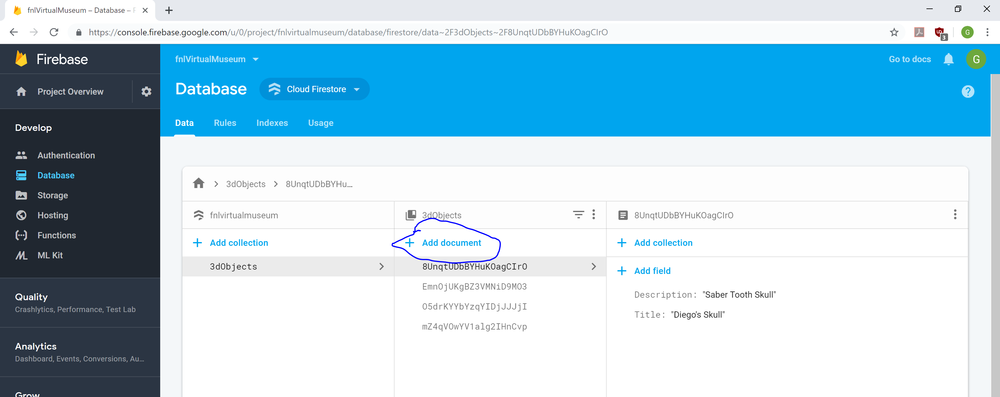 fnlVirtualMuseum – Database – F
https://console.firebase.google.com/u/0/project/fnlvirtualmuseum/database/firestore/data~2F3dObjects~2F8UnqtUDbBYHuKOagCIrO
3
G
Firebase
fnlVirtualMuseum
Go to docs
G
Project Overview
Database
Cloud Firestore
?
Data Rules Indexes Usage
Develop
Authentication
Database
Storage
Hosting
Functions
ML Kit
Quality
Crashlytics, Performance, Test Lab
Analytics
Dashboard, Events, Conversions, Au...
Grow
3dObjects > 8UnqtUDbBYHu...
fnlvirtualmuseum
Add collection
3dObjects
3dObjects
Add document
8UnqtUDbBYHuKOagCIrO
EmnOjUKgBZ3VMNiD9MO3
O5drKYYbYzqYIDjJJJjI
mZ4qVOwYV1alg2IHnCvp
8UnqtUDbBYHuKOagCIrO
Add collection
Add field
Description: "Saber Tooth Skull"
Title: "Diego's Skull"